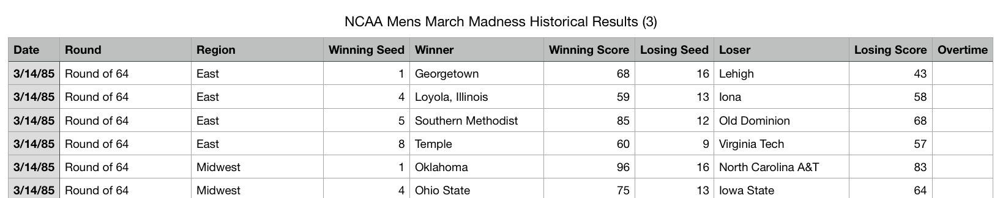 NCAA Mens March Madness Historical Results (3)
Date Round Region Winning Seed Winner Winning Score Losing Seed Loser Losing Score Overtime
3/14/85 Round of 64 East 1 Georgetown 68 16 Lehigh 43
3/14/85 Round of 64 East 4 Loyola, Illinois 59 13 Iona 58
3/14/85 Round of 64 East 5 Southern Methodist 85 12 Old Dominion 68
3/14/85 Round of 64 East 8 Temple 60 9 Virginia Tech 57
3/14/85 Round of 64 Midwest 1 Oklahoma 96 16 North Carolina A&T 83
3/14/85 Round of 64 Midwest 4 Ohio State 75 13 Iowa State 64